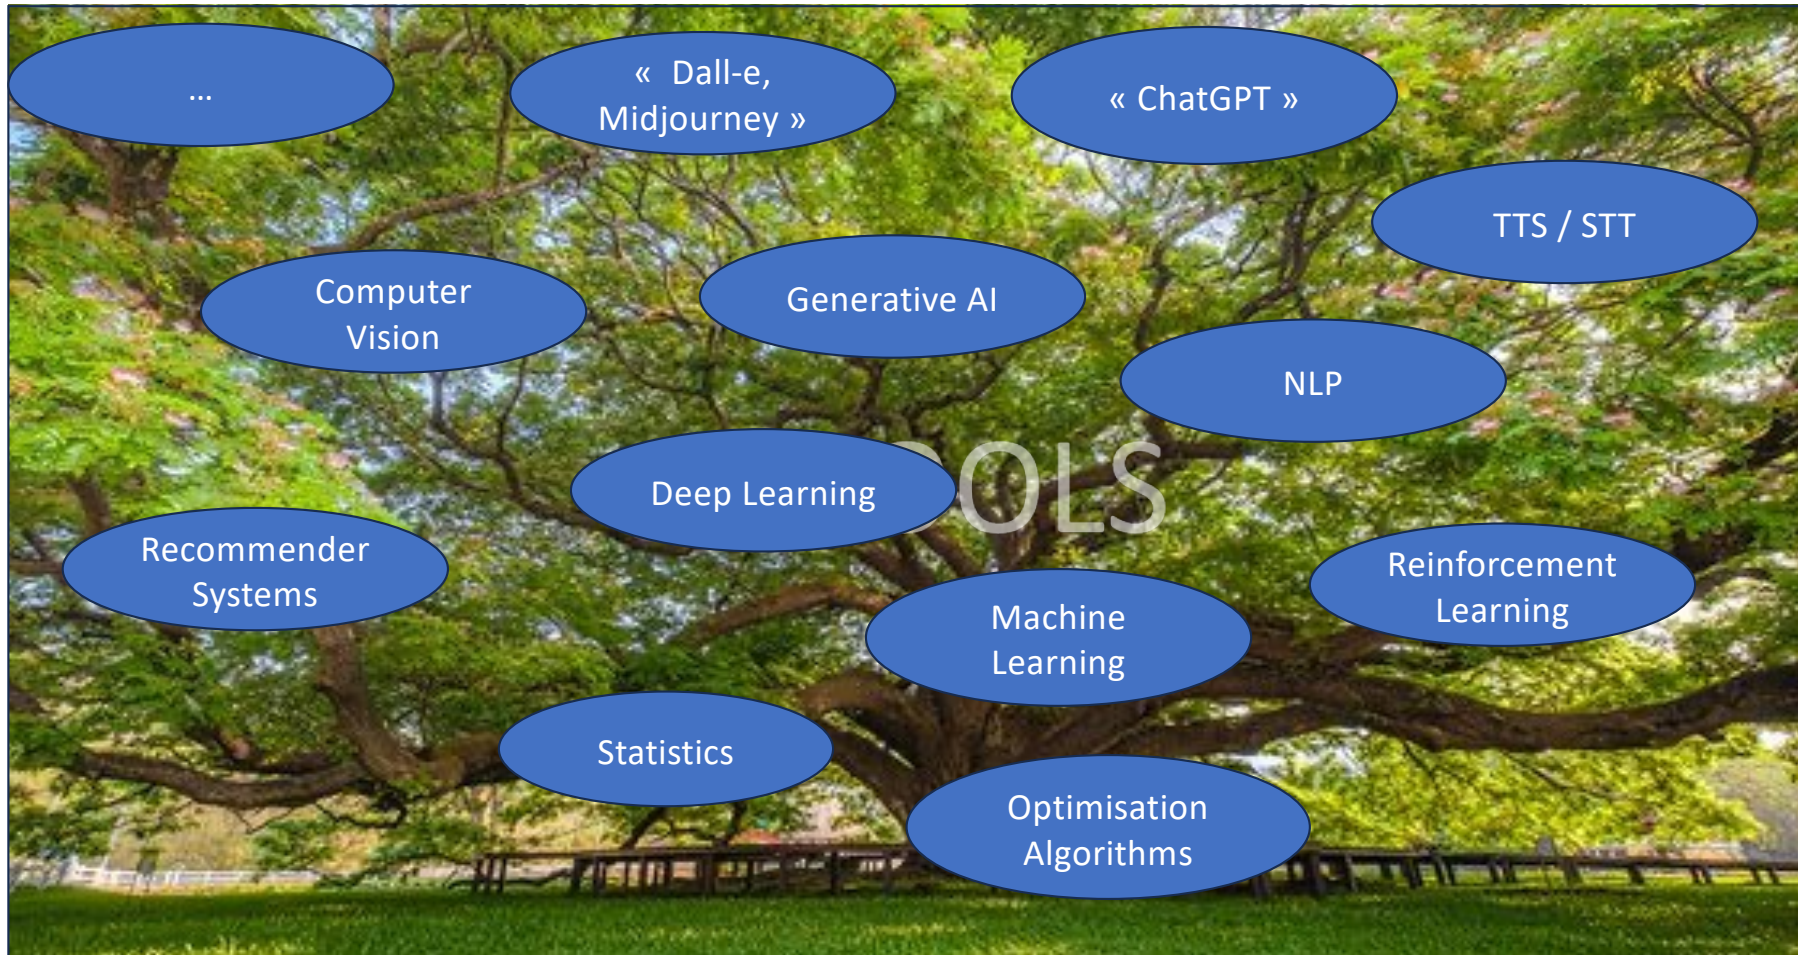 …
« Dall-e,
Midjourney »
« ChatGPT »
TTS / STT
Computer
Vision
Generative AI
NLP
Deep Learning
OLS
Recommender
Systems
Reinforcement
Learning
Machine
Learning
Statistics
Optimisation
Algorithms